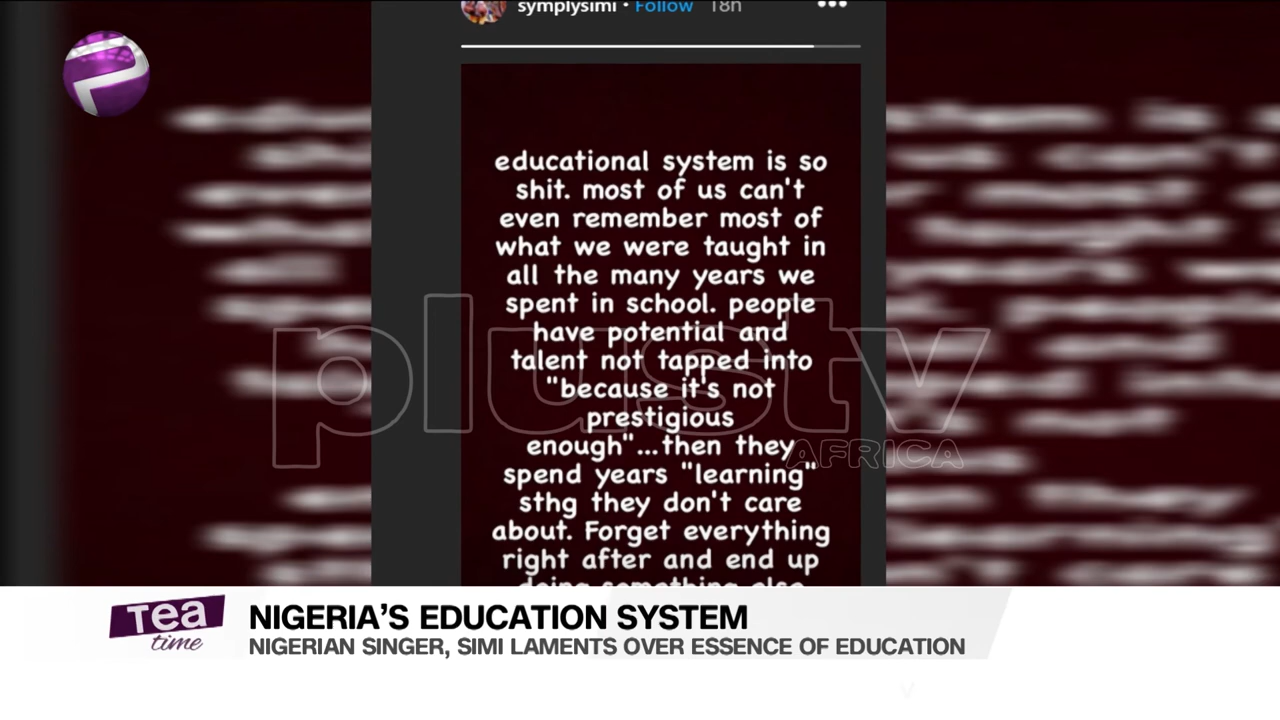 symplysimi • Follow 18h •••
educational system is so
shit. most of us can't
even remember most of
what we were taught in
all the many years we
spent in school. people
have potential and
talent not tapped into
"because it's not
prestigious
enough"...then they
spend years "learning"
sthg they don't care
about. Forget everything
right after and end up
doing something else
plustv
AFRICA
Tea
time
NIGERIA'S EDUCATION SYSTEM
NIGERIAN SINGER, SIMI LAMENTS OVER ESSENCE OF EDUCATION